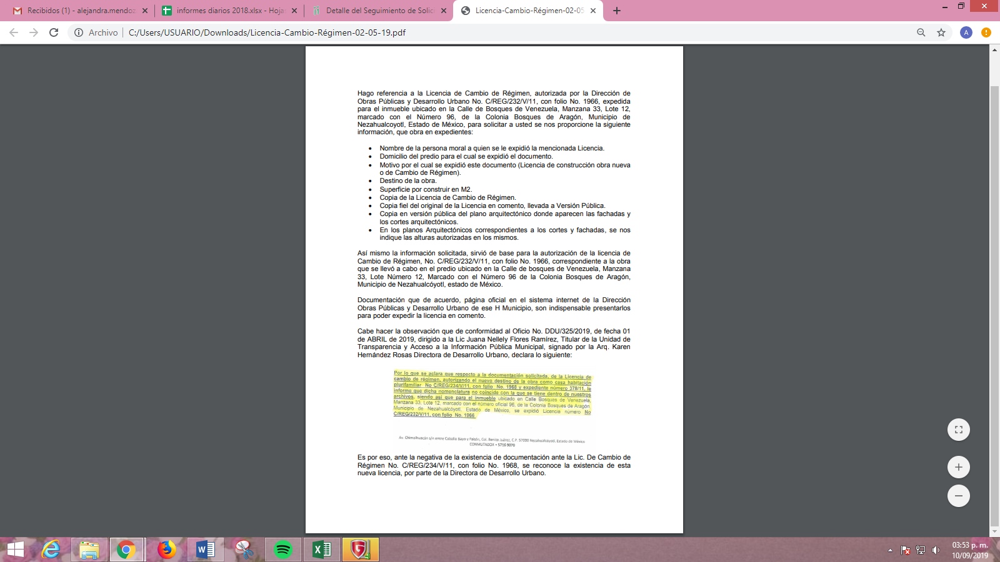 Recibidos (1) - alejandra.mendoz
informes diarios 2018.xlsx - Hoja
Detalle del Seguimiento de Solic
Licencia-Cambio-Régimen-02-05
Archivo
C:/Users/USUARIO/Downloads/Licencia-Cambio-Régimen-02-05-19.pdf
A
Hago referencia a la Licencia de Cambio de Régimen, autorizada por la Dirección de
Obras Públicas y Desarrollo Urbano No. C/REG/232/V/11, con folio No. 1966, expedida
para el inmueble ubicado en la Calle de Bosques de Venezuela, Manzana 33, Lote 12,
marcado con el Número 96, de la Colonia Bosques de Aragón, Municipio de
Nezahualcoyotl, Estado de México, para solicitar a usted se nos proporcione la siguiente
información, que obra en expedientes:
• Nombre de la persona moral a quien se le expidió la mencionada Licencia.
• Domicilio del predio para el cual se expidió el documento.
• Motivo por el cual se expidió este documento (Licencia de construcción obra nueva
o de Cambio de Régimen).
• Destino de la obra.
• Superficie por construir en M2.
• Copia de la Licencia de Cambio de Régimen.
• Copia fiel del original de la Licencia en comento, llevada a Versión Pública.
• Copia en versión pública del plano arquitectónico donde aparecen las fachadas y
los cortes arquitectónicos.
• En los planos Arquitectónicos correspondientes a los cortes y fachadas, se nos
indique las alturas autorizadas en los mismos.
Así mismo la información solicitada, sirvió de base para la autorización de la licencia de
Cambio de Régimen, No. C/REG/232/V/11, con folio No. 1966, correspondiente a la obra
que se llevó a cabo en el predio ubicado en la Calle de bosques de Venezuela, Manzana
33, Lote Número 12, Marcado con el Número 96 de la Colonia Bosques de Aragón,
Municipio de Nezahualcóyotl, estado de México.
Documentación que de acuerdo, página oficial en el sistema internet de la Dirección
Obras Públicas y Desarrollo Urbano de ese H Municipio, son indispensable presentarlos
para poder expedir la licencia en comento.
Cabe hacer la observación que de conformidad al Oficio No. DDU/325/2019, de fecha 01
de ABRIL de 2019, dirigido a la Lic Juana Nellely Flores Ramírez, Titular de la Unidad de
Transparencia y Acceso a la Información Pública Municipal, signado por la Arq. Karen
Hernández Rosas Directora de Desarrollo Urbano, declara lo siguiente:
Por lo que se aclara que respecto a la documentación solicitada, de la Licencia de
cambio de régimen, autorizando el nuevo destino de la obra como casa habitación
plurifamiliar No C/REG/234/V/11, con folio No. 1968 y expediente número 378/11, le
informo que dicha nomenclatura no coincide con la que se tiene dentro de nuestros
archivos, siendo así que para el inmueble ubicado en Calle Bosques de Venezuela,
Manzana 33, Lote 12, marcado con el número oficial 96, de la Colonia Bosques de Aragón,
Municipio de Nezahualcóyotl, Estado de México, se expidió Licencia número No
C/REG/232/V/11, con folio No. 1966
Av. Chimalhuacán s/n entre Caballo Bayo y Faisán, Col. Benito Juárez, C.P. 57000 Nezahualcóyotl, Estado de México
CONMUTADOR • 5716 9070
Es por eso, ante la negativa de la existencia de documentación ante la Lic. De Cambio de
Régimen No. C/REG/234/V/11, con folio No. 1968, se reconoce la existencia de esta
nueva licencia, por parte de la Directora de Desarrollo Urbano.
03:53 p. m.
10/09/2019